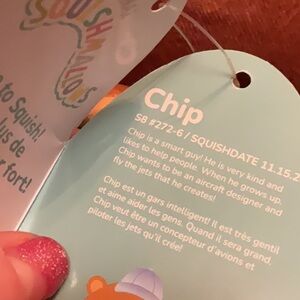 SQUISHMALLOWS
to Squish!
lus de
fort!
Chip
SB #272-6 / SQUISHDATE 11.15.2
Chip is a smart guy! He is very kind and
likes to help people. When he grows up,
Chip wants to be an aircraft designer and
fly the jets that he creates!
Chip est un gars intelligent! Il est très gentil
et aime aider les gens. Quand il sera grand,
Chip veut être un concepteur d'avions et
piloter les jets qu'il crée!